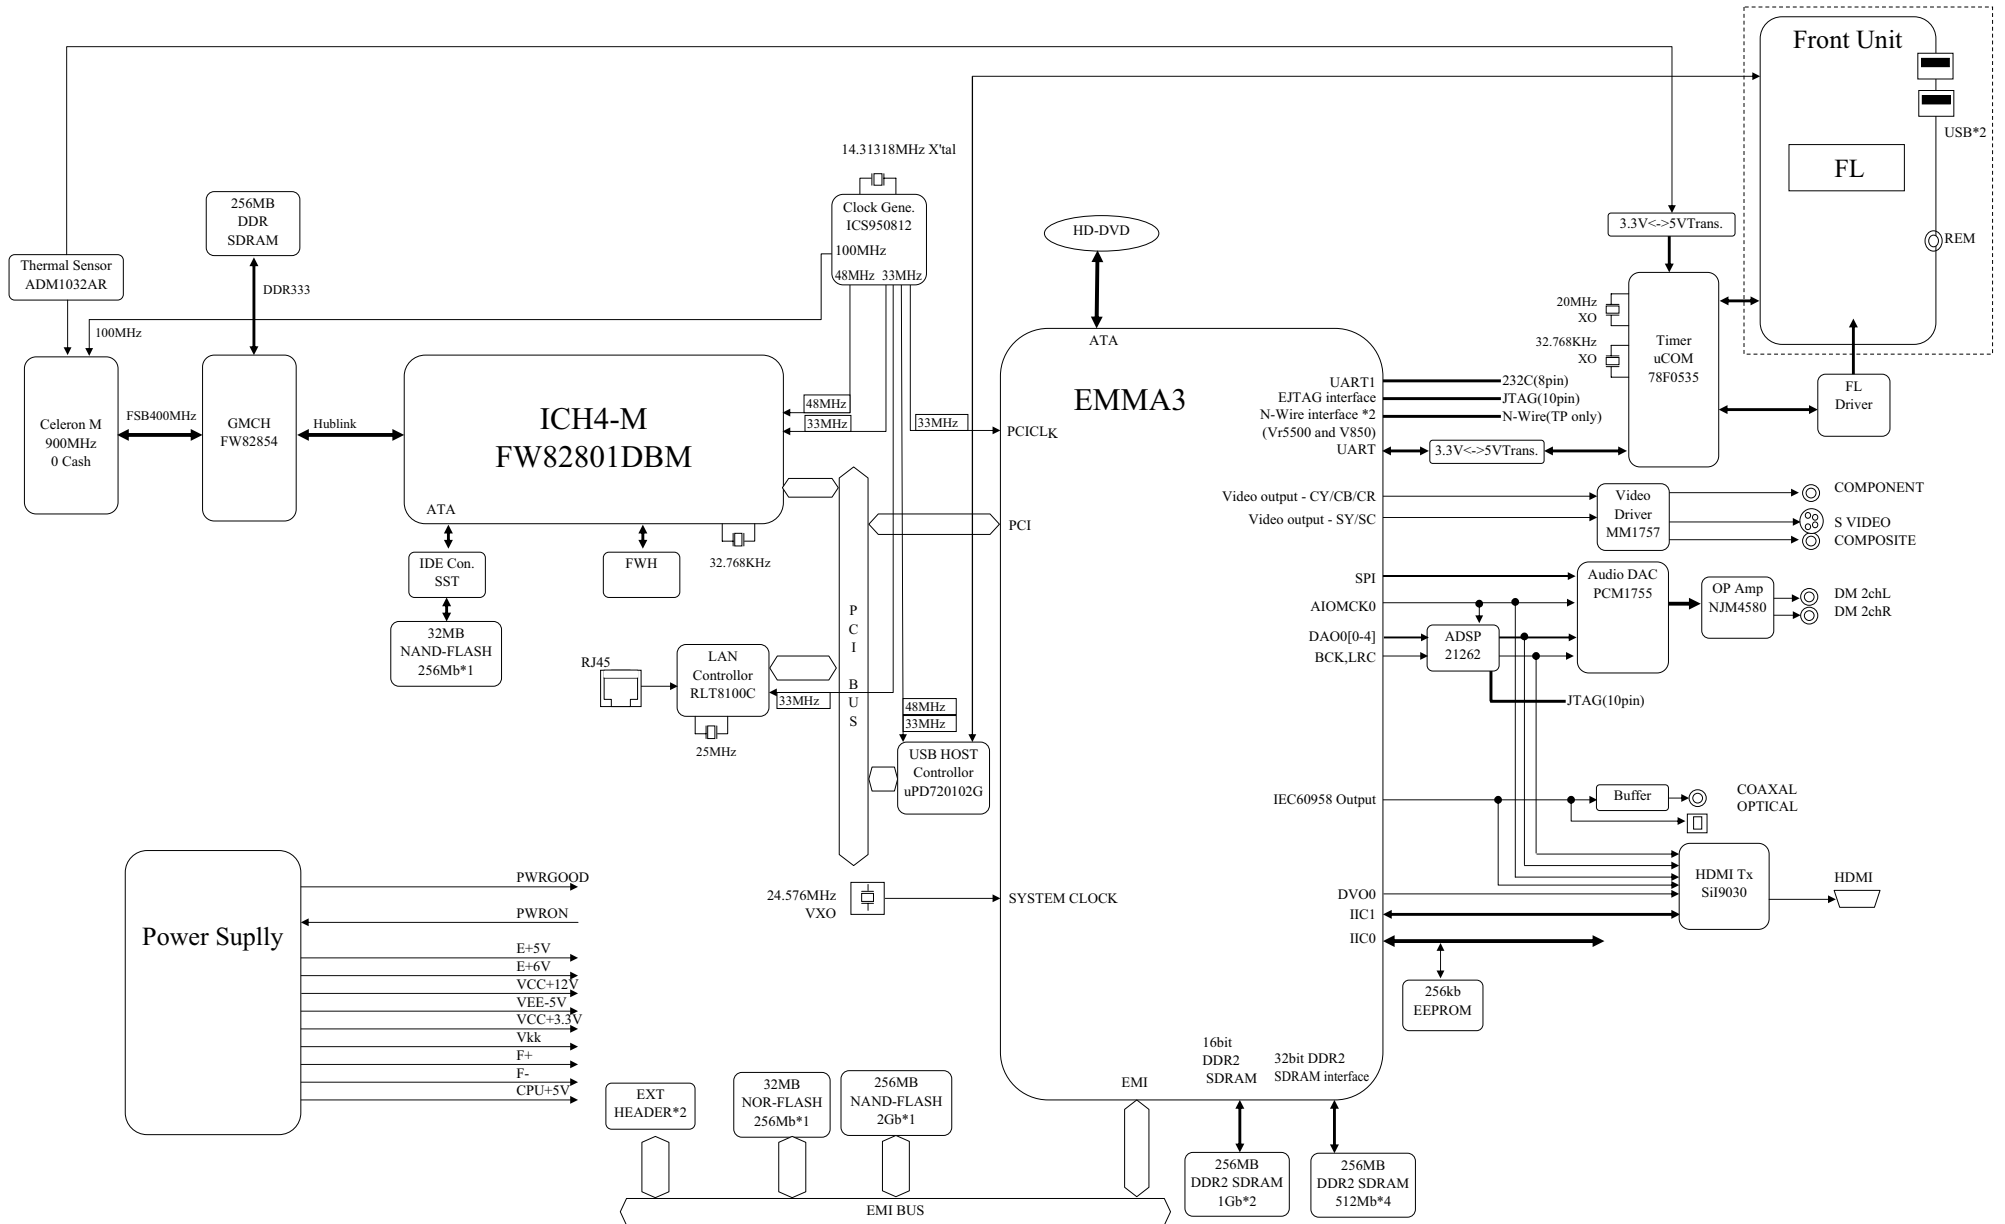 Front Unit
USB*2
FL
REM
14.31318MHz X'tal
Clock Gene.
ICS950812
100MHz
48MHz 33MHz
256MB
DDR
SDRAM
DDR333
Thermal Sensor
ADM1032AR
100MHz
HD-DVD
3.3V<->5VTrans.
20MHz
XO
32.768KHz
XO
Timer
uCOM
78F0535
FL
Driver
Celeron M
900MHz
0 Cash
FSB400MHz
GMCH
FW82854
Hublink
ICH4-M
FW82801DBM
ATA
48MHz
33MHz
33MHz
IDE Con.
SST
32MB
NAND-FLASH
256Mb*1
FWH
32.768KHz
RJ45
LAN
Controllor
RLT8100C
25MHz
33MHz
PCI BUS
48MHz
33MHz
USB HOST
Controllor
uPD720102G
24.576MHz
VXO
ATA
EMMA3
PCICLK
PCI
SYSTEM CLOCK
UART1
EJTAG interface
N-Wire interface *2
(Vr5500 and V850)
UART
232C(8pin)
JTAG(10pin)
N-Wire(TP only)
3.3V<->5VTrans.
Video output - CY/CB/CR
Video output - SY/SC
Video
Driver
MM1757
COMPONENT
S VIDEO
COMPOSITE
SPI
AIOMCK0
DAO0[0-4]
BCK,LRC
ADSP
21262
JTAG(10pin)
Audio DAC
PCM1755
OP Amp
NJM4580
DM 2chL
DM 2chR
IEC60958 Output
Buffer
COAXAL
OPTICAL
DVO0
IIC1
IIC0
HDMI Tx
SiI9030
HDMI
256kb
EEPROM
16bit
DDR2
SDRAM
32bit DDR2
SDRAM interface
EMI
256MB
DDR2 SDRAM
1Gb*2
256MB
DDR2 SDRAM
512Mb*4
Power Suplly
PWRGOOD
PWRON
E+5V
E+6V
VCC+12V
VEE-5V
VCC+3.3V
Vkk
F+
F-
CPU+5V
EXT
HEADER*2
32MB
NOR-FLASH
256Mb*1
256MB
NAND-FLASH
2Gb*1
EMI BUS